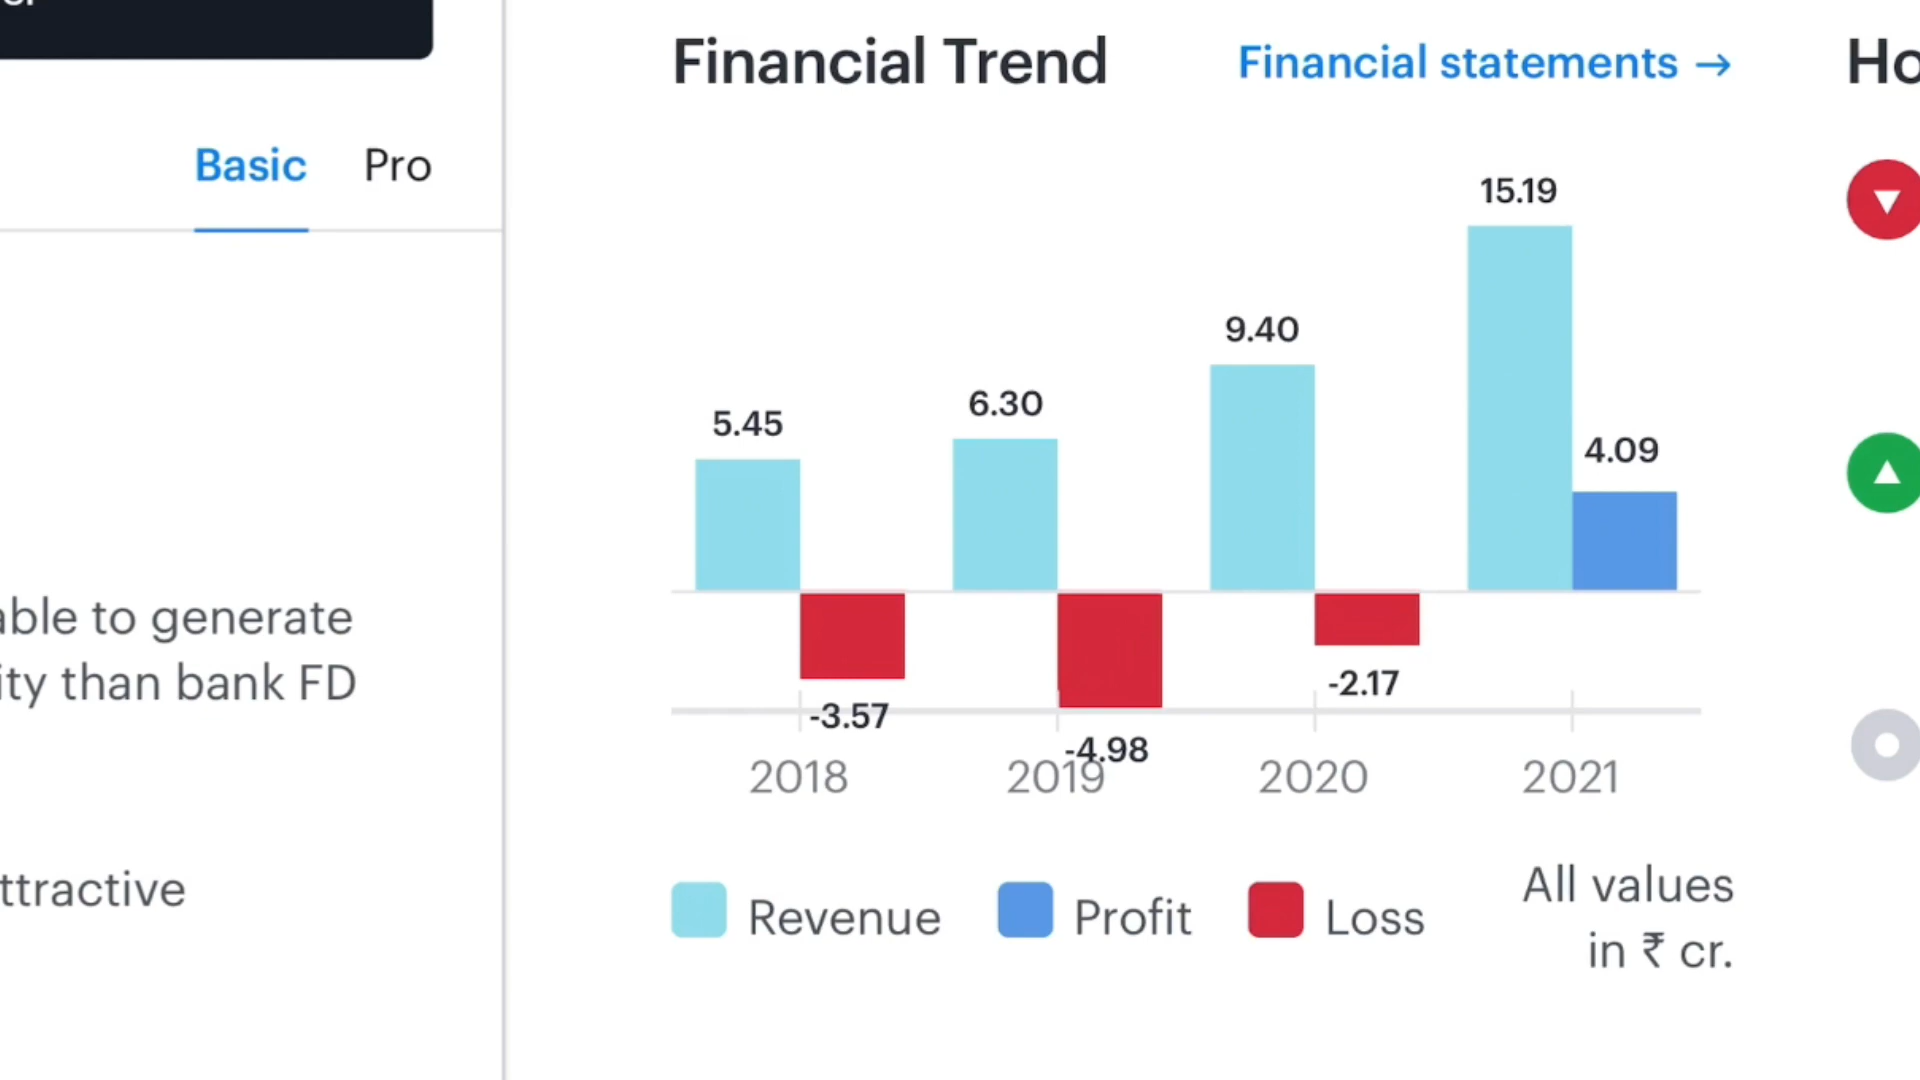 Basic Pro
able to generate
ity than bank FD
ttractive
Financial Trend
Financial statements →
15.19
9.40
6.30
5.45
4.09
-3.57
-4.98
-2.17
2018 2019 2020 2021
Revenue Profit Loss
All values
in ₹ cr.
Ho